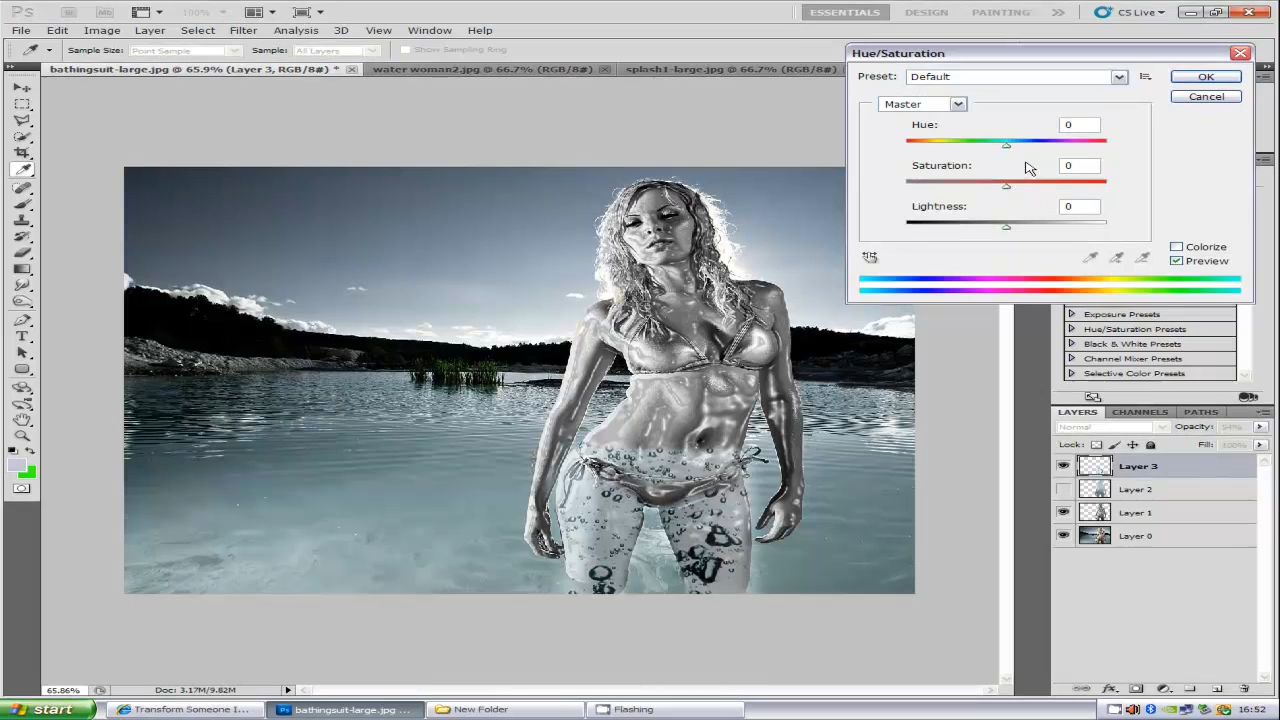 Ps Br Mb 100% ESSENTIALS DESIGN PAINTING >> CS Live
File Edit Image Layer Select Filter Analysis 3D View Window Help
Sample Size: Point Sample Sample: All Layers Show Sampling Ring
bathingsuit-large.jpg @ 65.9% (Layer 3, RGB/8#) * water woman2.jpg @ 66.7% (RGB/8#) splash1-large.jpg @ 66.7% (RGB/8#)
Hue/Saturation
Preset: Default OK
Cancel
Master
Hue: 0
Saturation: 0
Lightness: 0
Colorize
Preview
Exposure Presets
Hue/Saturation Presets
Black & White Presets
Channel Mixer Presets
Selective Color Presets
LAYERS CHANNELS PATHS
Normal Opacity: 54%
Lock: Fill: 100%
Layer 3
Layer 2
Layer 1
Layer 0
65.86% Doc: 3.17M/9.82M
start Transform Someone I... bathingsuit-large.jpg ... New Folder Flashing 16:52